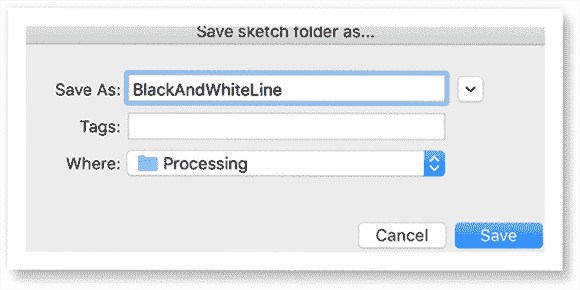 Save sketch folder as...
Save As: BlackAndWhiteLine
Tags:
Where: Processing
Cancel Save